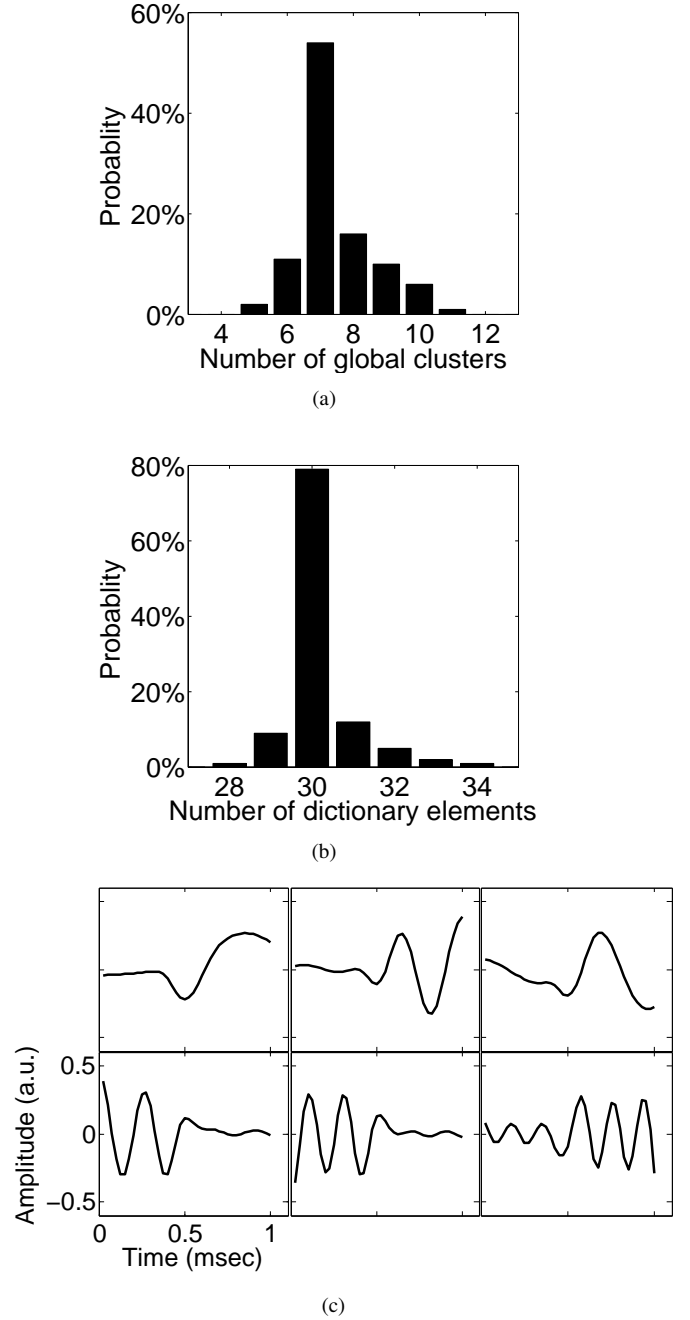 60%
40%
20%
0%
Probablity
4 6 8 10 12
Number of global clusters
(a)
80%
60%
40%
20%
0%
Probablity
28 30 32 34
Number of dictionary elements
(b)
Amplitude (a.u.)
0.5
0
−0.5
0 0.5 1
Time (msec)
(c)